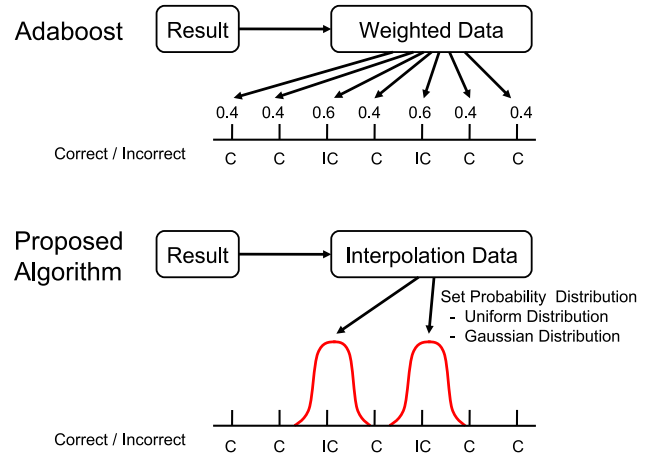 Adaboost
Result
Weighted Data
0.4 0.4 0.6 0.4 0.6 0.4 0.4
Correct / Incorrect
C C IC C IC C C
Proposed
Algorithm
Result
Interpolation Data
Set Probability Distribution
- Uniform Distribution
- Gaussian Distribution
Correct / Incorrect
C C IC C IC C C